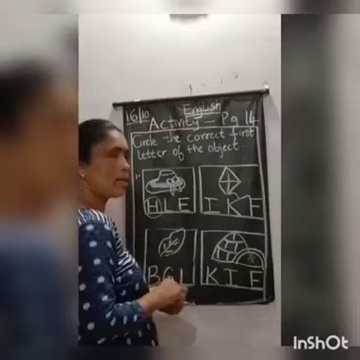 16/10 English
Activity - Pg 14
Circle the correct first
letter of the object.
H L E
I K F
B G L
K I E
InShOt